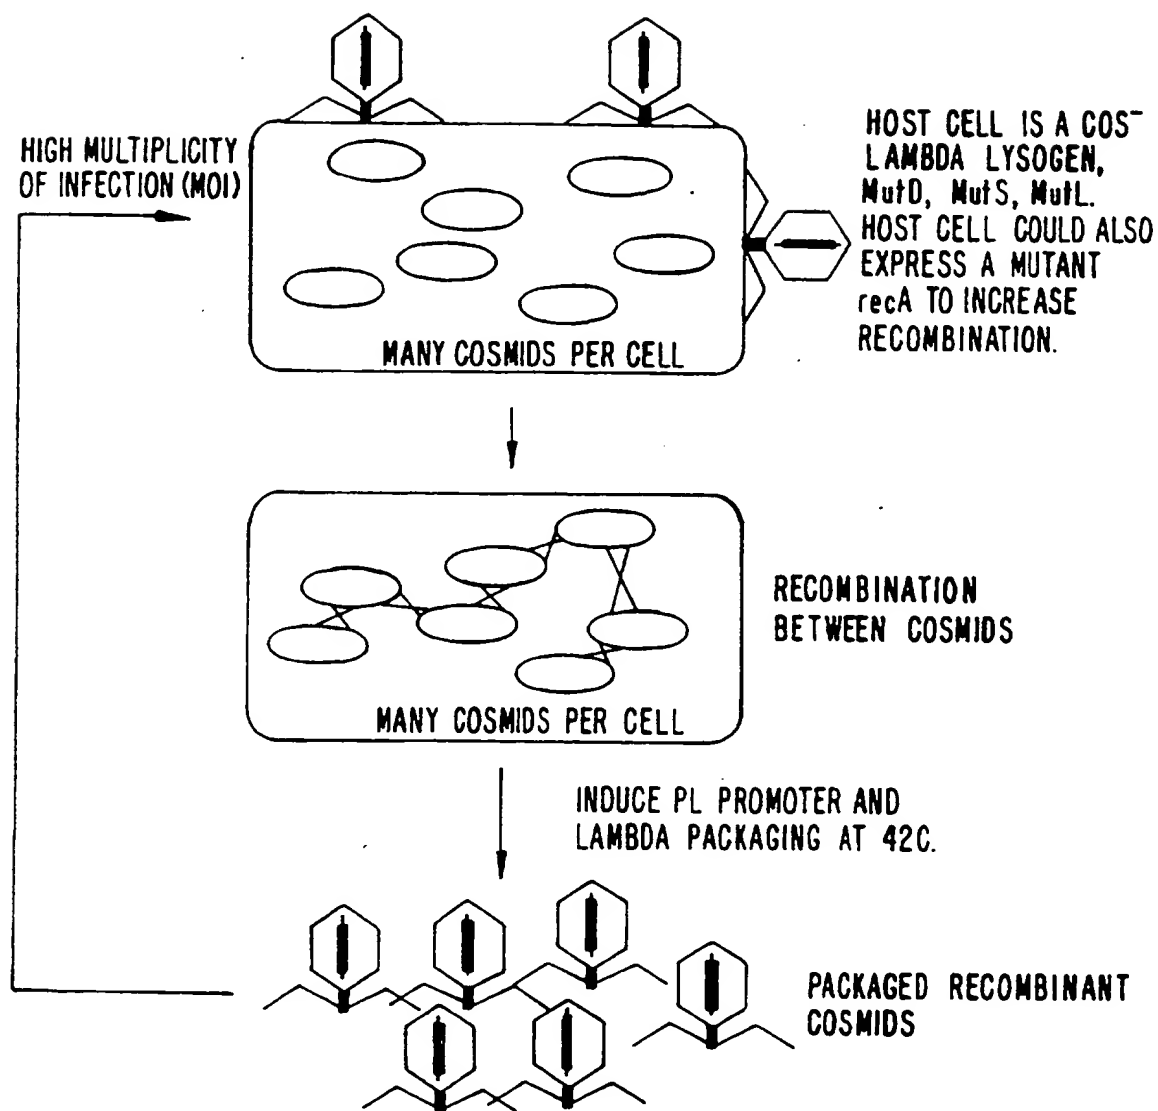 HIGH MULTIPLICITY
OF INFECTION (MOI)
HOST CELL IS A COS⁻
LAMBDA LYSOGEN,
MutD, MutS, MutL.
HOST CELL COULD ALSO
EXPRESS A MUTANT
recA TO INCREASE
RECOMBINATION.
MANY COSMIDS PER CELL
RECOMBINATION
BETWEEN COSMIDS
MANY COSMIDS PER CELL
INDUCE PL PROMOTER AND
LAMBDA PACKAGING AT 42C.
PACKAGED RECOMBINANT
COSMIDS